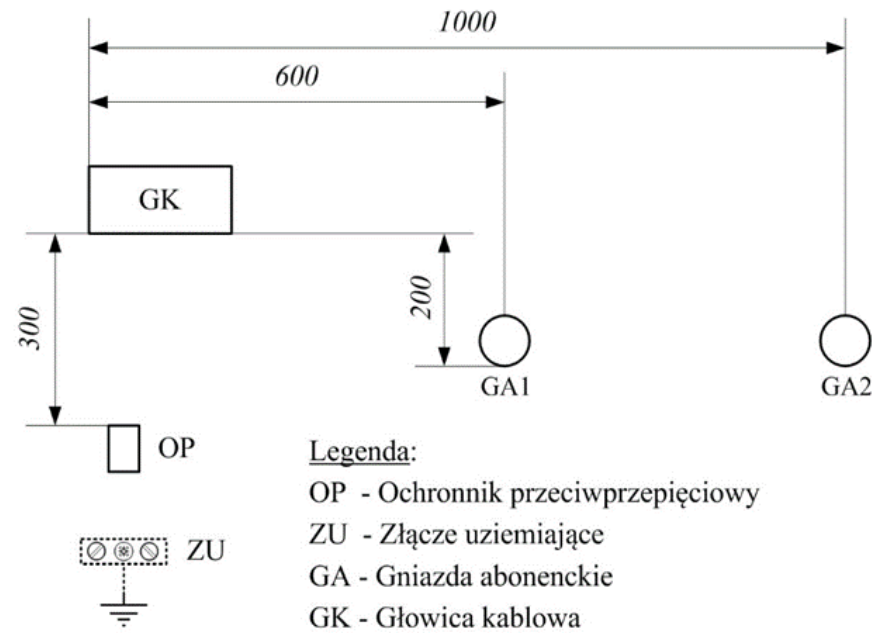 1000
600
GK
300
200
GA1
GA2
OP
ZU
Legenda:
OP - Ochronnik przeciwprzepięciowy
ZU - Złącze uziemiające
GA - Gniazda abonenckie
GK - Głowica kablowa